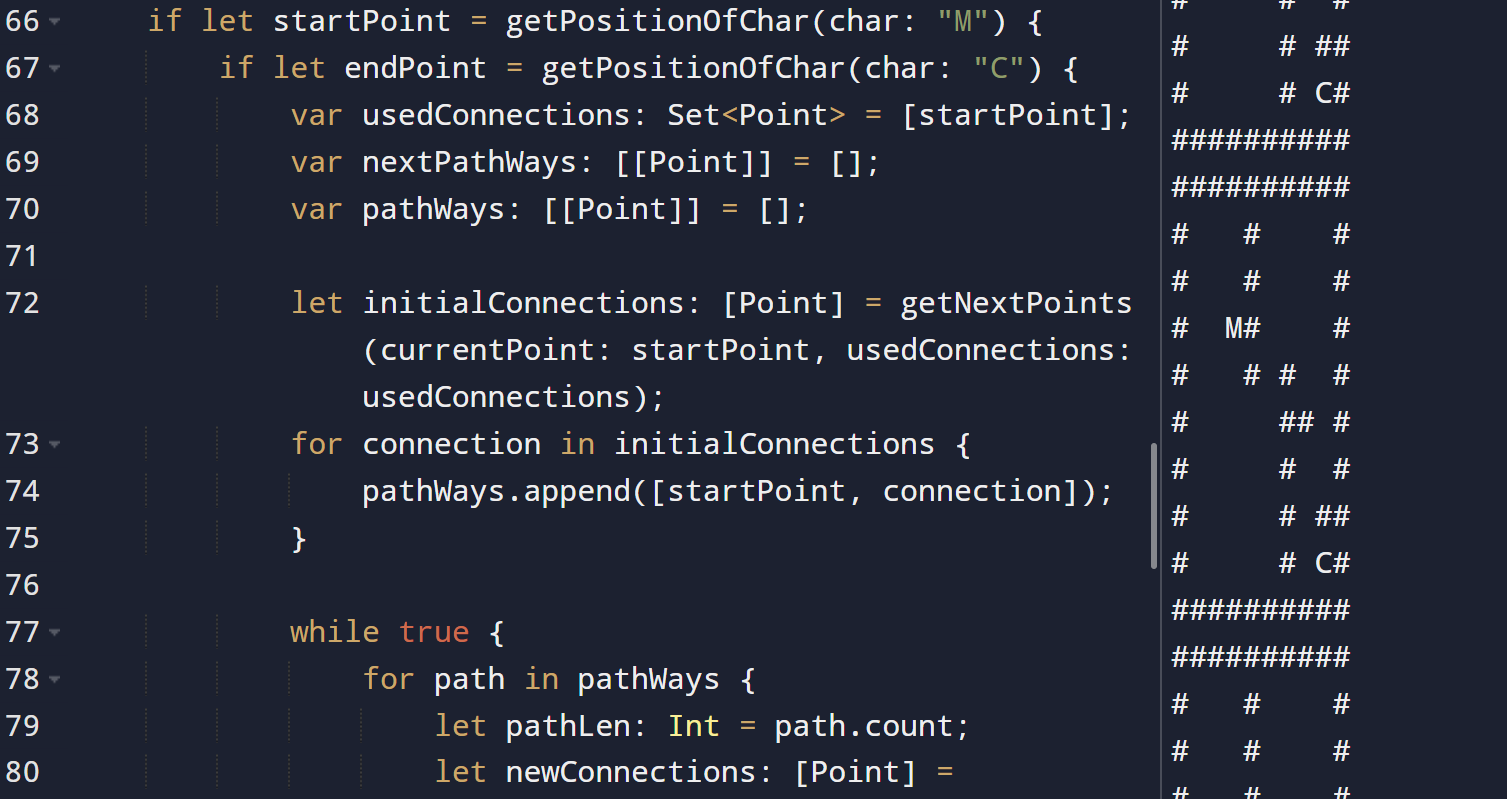 66 if let startPoint = getPositionOfChar(char: "M") {
67 if let endPoint = getPositionOfChar(char: "C") {
68 var usedConnections: Set<Point> = [startPoint];
69 var nextPathWays: [[Point]] = [];
70 var pathWays: [[Point]] = [];
71
72 let initialConnections: [Point] = getNextPoints
(currentPoint: startPoint, usedConnections:
usedConnections);
73 for connection in initialConnections {
74 pathWays.append([startPoint, connection]);
75 }
76
77 while true {
78 for path in pathWays {
79 let pathLen: Int = path.count;
80 let newConnections: [Point] =
#     #  #
#     # ##
#     # C#
##########
##########
#   #    #
#   #    #
#  M#    #
#   # #  #
#     ## #
#     #  #
#     # ##
#     # C#
##########
##########
#   #    #
#   #    #
#   #    #